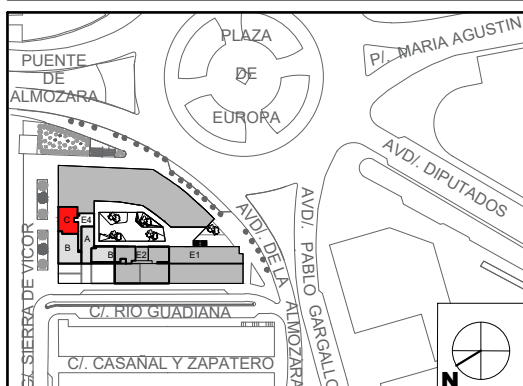 PLAZA
DE
EUROPA
P/. MARIA AGUSTIN
PUENTE
DE
ALMOZARA
AVD/. DIPUTADOS
C
E4
A
B
B
E2
E1
AVD/. DE LA ALMOZARA
AVD/. PABLO GARGALLO
C/. SIERRA DE VICOR
C/. RIO GUADIANA
C/. CASAÑAL Y ZAPATERO
N